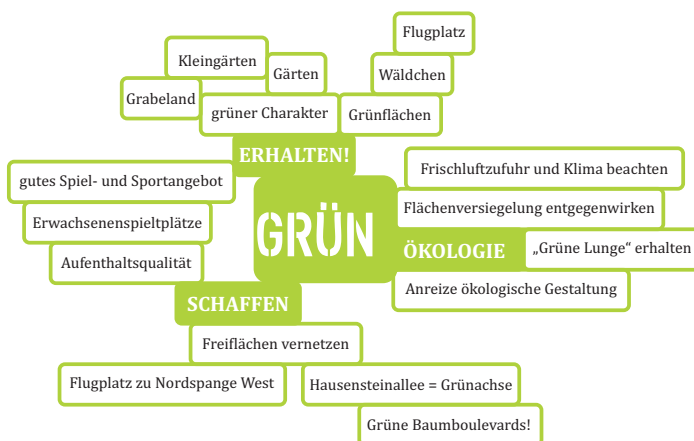 Flugplatz
Kleingärten
Gärten
Wäldchen
Grabeland
grüner Charakter
Grünflächen
ERHALTEN!
gutes Spiel- und Sportangebot
Erwachsenenspieltplätze
Aufenthaltsqualität
SCHAFFEN
GRÜN
Frischluftzufuhr und Klima beachten
Flächenversiegelung entgegenwirken
ÖKOLOGIE
„Grüne Lunge“ erhalten
Anreize ökologische Gestaltung
Freiflächen vernetzen
Flugplatz zu Nordspange West
Hausensteinallee = Grünachse
Grüne Baumboulevards!